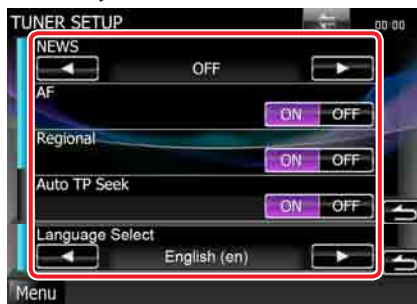 TUNER SETUP 00:00
NEWS
OFF
AF
ON OFF
Regional
ON OFF
Auto TP Seek
ON OFF
Language Select
English (en)
Menu